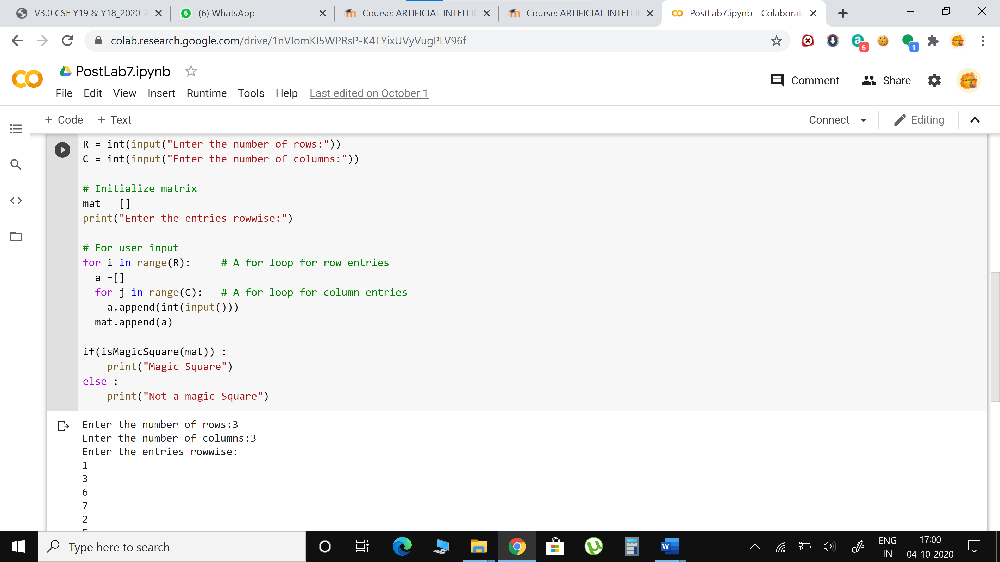 V3.0 CSE Y19 & Y18_2020-2
6 (6) WhatsApp
Course: ARTIFICIAL INTELLIG
Course: ARTIFICIAL INTELLIG
PostLab7.ipynb - Colaborato
colab.research.google.com/drive/1nVIomKI5WPRsP-K4TYixUVyVugPLV96f
6
1
PostLab7.ipynb
Comment Share
File Edit View Insert Runtime Tools Help Last edited on October 1
+ Code + Text
Connect Editing
R = int(input("Enter the number of rows:"))
C = int(input("Enter the number of columns:"))
# Initialize matrix
mat = []
print("Enter the entries rowwise:")
# For user input
for i in range(R):     # A for loop for row entries
  a =[]
  for j in range(C):   # A for loop for column entries
    a.append(int(input()))
  mat.append(a)
if(isMagicSquare(mat)) :
    print("Magic Square")
else :
    print("Not a magic Square")
Enter the number of rows:3
Enter the number of columns:3
Enter the entries rowwise:
1
3
6
7
2
Type here to search
W
ENG
IN
17:00
04-10-2020